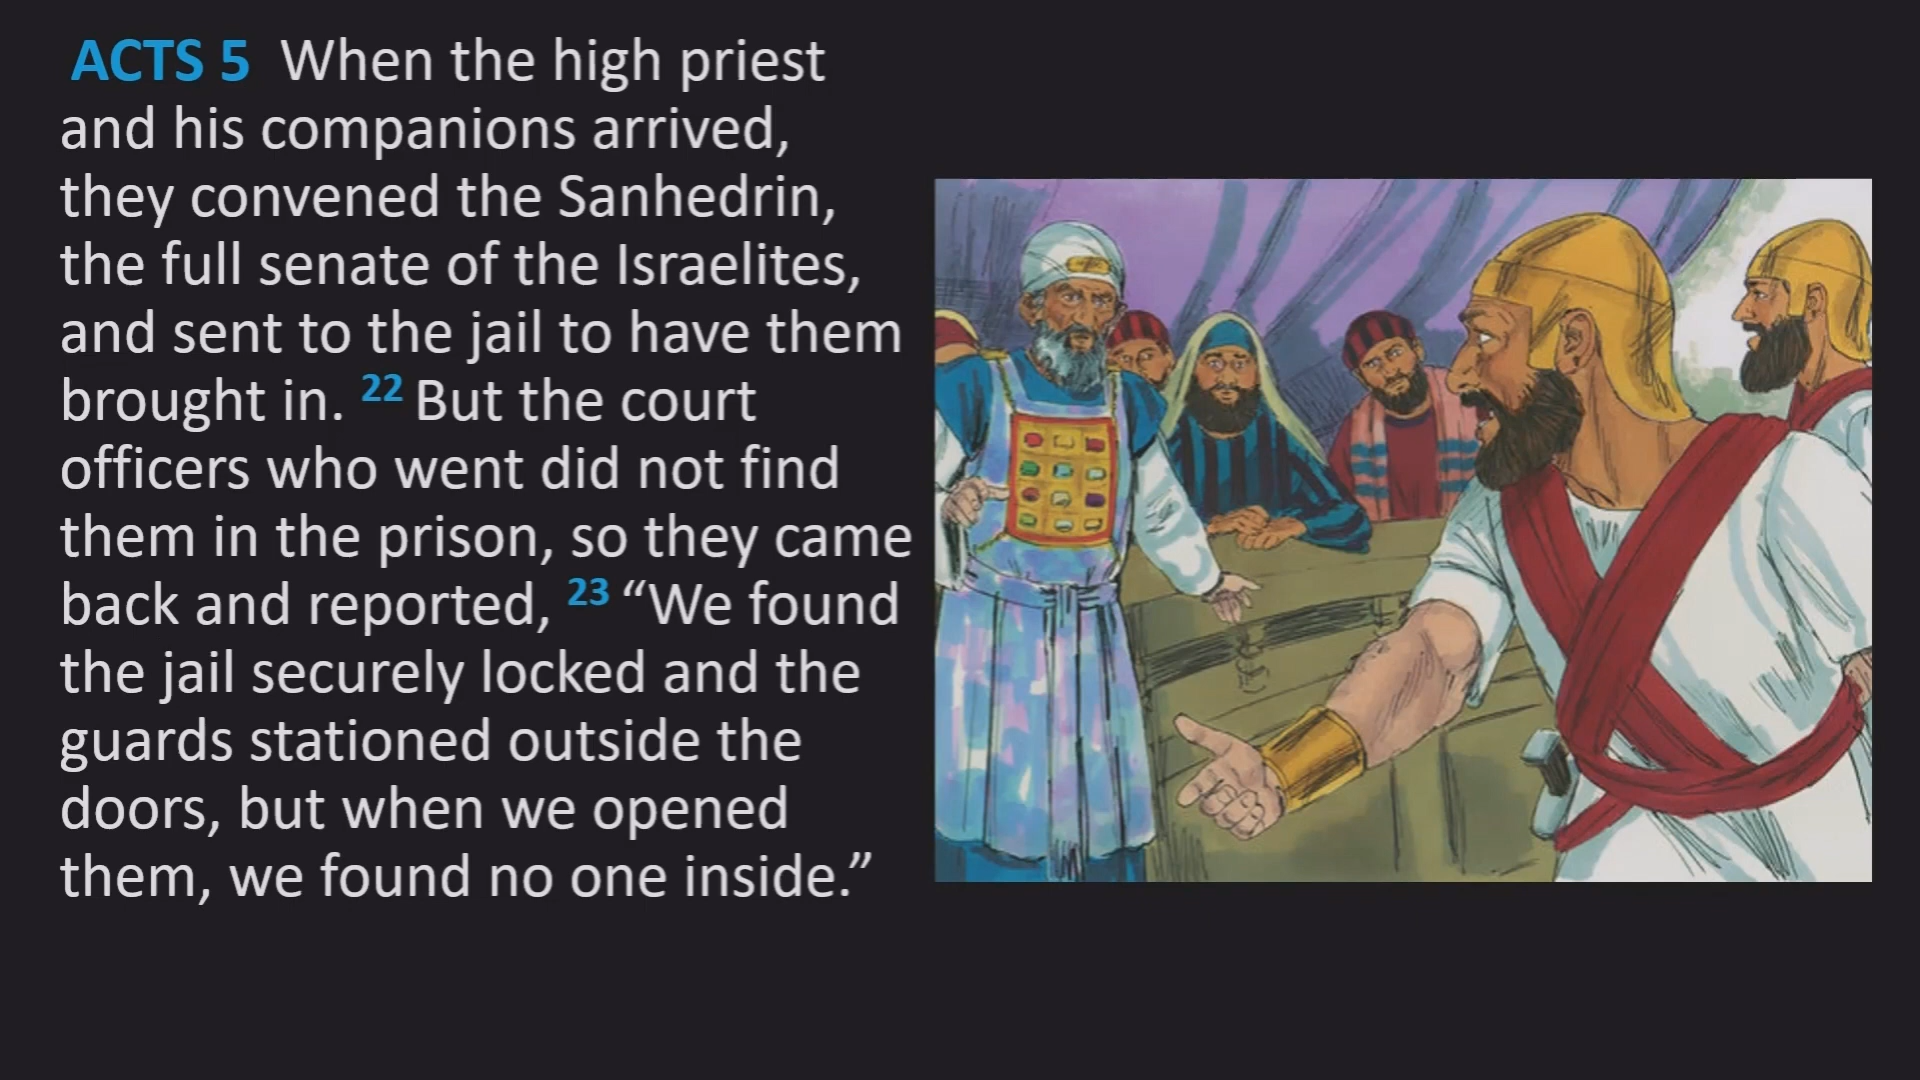 ACTS 5 When the high priest
and his companions arrived,
they convened the Sanhedrin,
the full senate of the Israelites,
and sent to the jail to have them
brought in. 22 But the court
officers who went did not find
them in the prison, so they came
back and reported, 23 “We found
the jail securely locked and the
guards stationed outside the
doors, but when we opened
them, we found no one inside.”